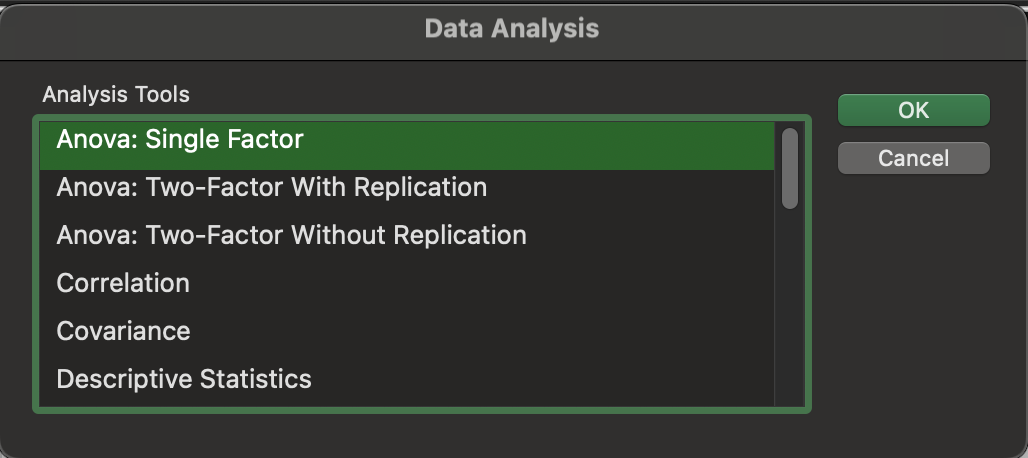 Data Analysis
Analysis Tools
Anova: Single Factor
Anova: Two-Factor With Replication
Anova: Two-Factor Without Replication
Correlation
Covariance
Descriptive Statistics
OK
Cancel